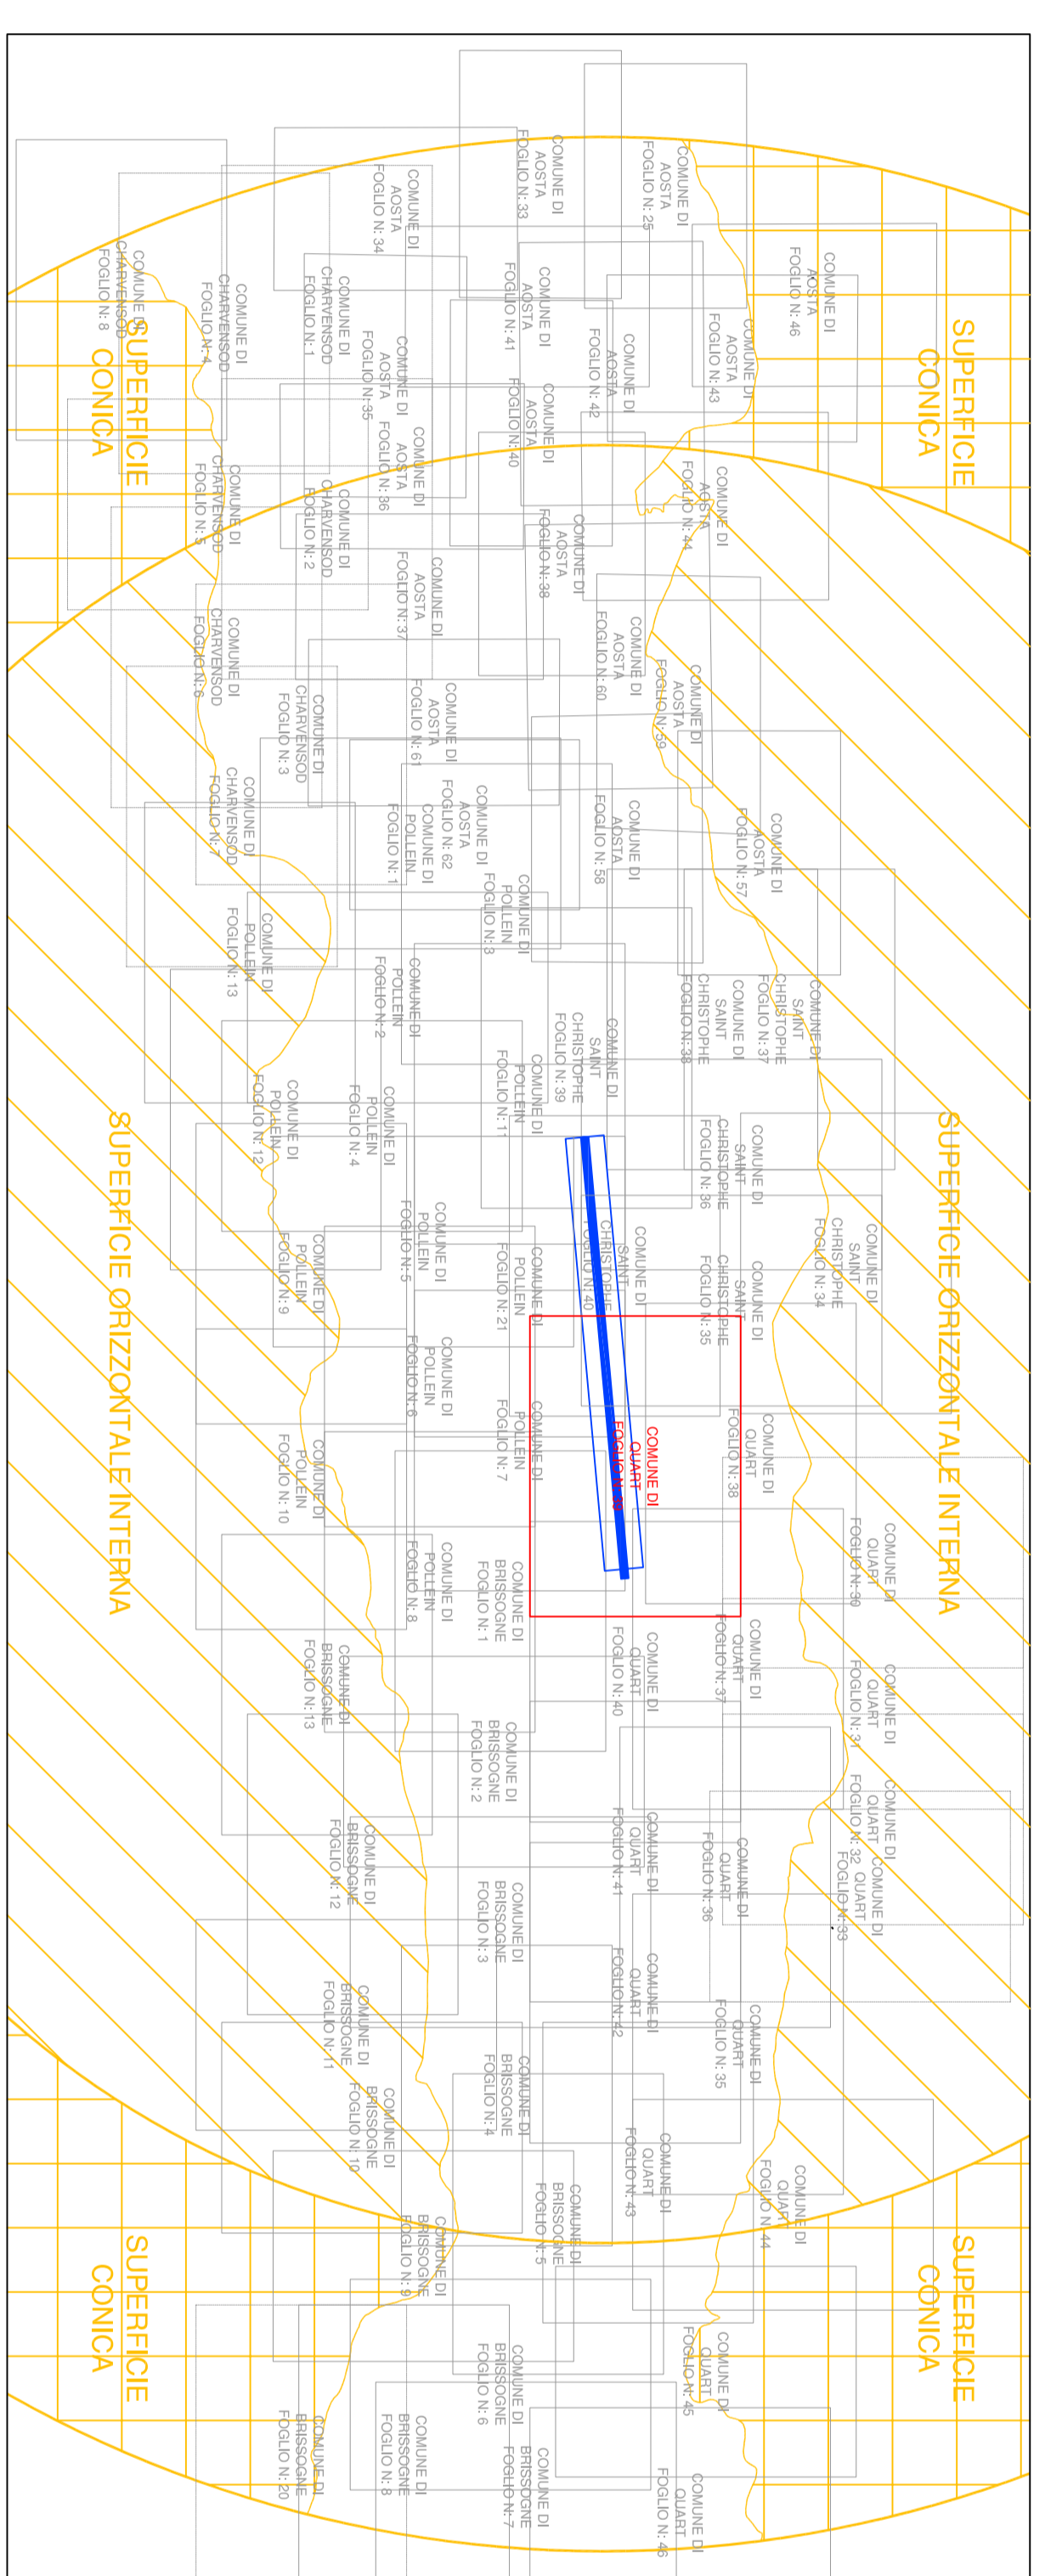 COMUNE DI
AOSTA
FOGLIO N: 33
COMUNE DI
AOSTA
FOGLIO N: 25
COMUNE DI
AOSTA
FOGLIO N: 34
COMUNE DI
AOSTA
FOGLIO N: 46
COMUNE DI
CHARVENSOD
FOGLIO N: 8
COMUNE DI
CHARVENSOD
FOGLIO N: 4
COMUNE DI
CHARVENSOD
FOGLIO N: 1
COMUNE DI
AOSTA
FOGLIO N: 41
COMUNE DI
AOSTA
FOGLIO N: 43
COMUNE DI
AOSTA
FOGLIO N: 42
COMUNE DI
AOSTA
FOGLIO N: 35
SUPERFICIE
CONICA
SUPERFICIE
CONICA
COMUNE DI
AOSTA
FOGLIO N: 40
COMUNE DI
AOSTA
FOGLIO N: 36
COMUNE DI
CHARVENSOD
FOGLIO N: 5
COMUNE DI
CHARVENSOD
FOGLIO N: 2
COMUNE DI
AOSTA
FOGLIO N: 44
COMUNE DI
AOSTA
FOGLIO N: 38
COMUNE DI
AOSTA
FOGLIO N: 37
COMUNE DI
CHARVENSOD
FOGLIO N: 6
COMUNE DI
AOSTA
FOGLIO N: 60
COMUNE DI
AOSTA
FOGLIO N: 59
COMUNE DI
AOSTA
FOGLIO N: 61
COMUNE DI
CHARVENSOD
FOGLIO N: 3
COMUNE DI
CHARVENSOD
FOGLIO N: 7
COMUNE DI
AOSTA
FOGLIO N: 62
COMUNE DI
POLLEIN
FOGLIO N: 1
COMUNE DI
AOSTA
FOGLIO N: 58
COMUNE DI
AOSTA
FOGLIO N: 57
COMUNE DI
POLLEIN
FOGLIO N: 3
COMUNE DI
POLLEIN
FOGLIO N: 13
COMUNE DI
POLLEIN
FOGLIO N: 2
COMUNE DI
SAINT
CHRISTOPHE
FOGLIO N: 37
COMUNE DI
SAINT
CHRISTOPHE
FOGLIO N: 38
COMUNE DI
SAINT
CHRISTOPHE
FOGLIO N: 39
COMUNE DI
POLLEIN
FOGLIO N: 11
COMUNE DI
POLLEIN
FOGLIO N: 12
COMUNE DI
POLLEIN
FOGLIO N: 4
COMUNE DI
SAINT
CHRISTOPHE
FOGLIO N: 36
SUPERFICIE ORIZZONTALE INTERNA
SUPERFICIE ORIZZONTALE INTERNA
COMUNE DI
POLLEIN
FOGLIO N: 5
COMUNE DI
POLLEIN
FOGLIO N: 9
COMUNE DI
POLLEIN
FOGLIO N: 21
COMUNE DI
SAINT
CHRISTOPHE
FOGLIO N: 40
COMUNE DI
SAINT
CHRISTOPHE
FOGLIO N: 35
COMUNE DI
SAINT
CHRISTOPHE
FOGLIO N: 34
COMUNE DI
POLLEIN
FOGLIO N: 6
COMUNE DI
POLLEIN
FOGLIO N: 7
COMUNE DI
POLLEIN
FOGLIO N: 10
COMUNE DI
QUART
FOGLIO N:
COMUNE DI
QUART
FOGLIO N: 38
COMUNE DI
QUART
FOGLIO N: 30
COMUNE DI
POLLEIN
FOGLIO N: 8
COMUNE DI
BRISSOGNE
FOGLIO N: 1
COMUNE DI
BRISSOGNE
FOGLIO N: 13
COMUNE DI
QUART
FOGLIO N: 40
COMUNE DI
QUART
FOGLIO N: 37
COMUNE DI
QUART
FOGLIO N: 31
COMUNE DI
BRISSOGNE
FOGLIO N: 2
COMUNE DI
BRISSOGNE
FOGLIO N: 12
COMUNE DI
QUART
FOGLIO N: 41
COMUNE DI
QUART
FOGLIO N: 36
COMUNE DI
QUART
FOGLIO N: 32
COMUNE DI
QUART
FOGLIO N: 33
COMUNE DI
BRISSOGNE
FOGLIO N: 3
COMUNE DI
QUART
FOGLIO N: 42
COMUNE DI
BRISSOGNE
FOGLIO N: 11
COMUNE DI
QUART
FOGLIO N: 35
COMUNE DI
BRISSOGNE
FOGLIO N: 4
COMUNE DI
BRISSOGNE
FOGLIO N: 10
COMUNE DI
QUART
FOGLIO N: 43
COMUNE DI
QUART
FOGLIO N: 44
COMUNE DI
BRISSOGNE
FOGLIO N: 5
COMUNE DI
BRISSOGNE
FOGLIO N: 9
SUPERFICIE
CONICA
SUPERFICIE
CONICA
COMUNE DI
BRISSOGNE
FOGLIO N: 6
COMUNE DI
QUART
FOGLIO N: 45
COMUNE DI
BRISSOGNE
FOGLIO N: 20
COMUNE DI
BRISSOGNE
FOGLIO N: 8
COMUNE DI
BRISSOGNE
FOGLIO N: 7
COMUNE DI
QUART
FOGLIO N: 46